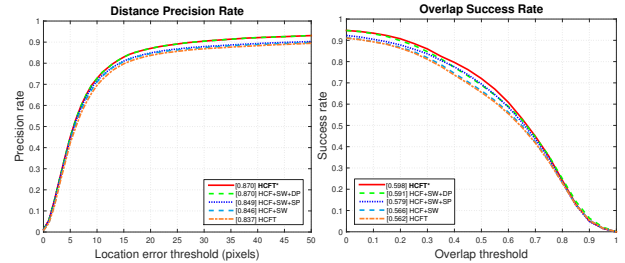 Distance Precision Rate
1
0.9
0.8
0.7
0.6
0.5
0.4
0.3
0.2
0.1
0
Precision rate
[0.870] HCFT*
[0.870] HCF+SW+DP
[0.849] HCF+SW+SP
[0.846] HCF+SW
[0.837] HCFT
0 5 10 15 20 25 30 35 40 45 50
Location error threshold (pixels)
Overlap Success Rate
1
0.9
0.8
0.7
0.6
0.5
0.4
0.3
0.2
0.1
0
Success rate
[0.598] HCFT*
[0.591] HCF+SW+DP
[0.579] HCF+SW+SP
[0.566] HCF+SW
[0.562] HCFT
0 0.1 0.2 0.3 0.4 0.5 0.6 0.7 0.8 0.9 1
Overlap threshold